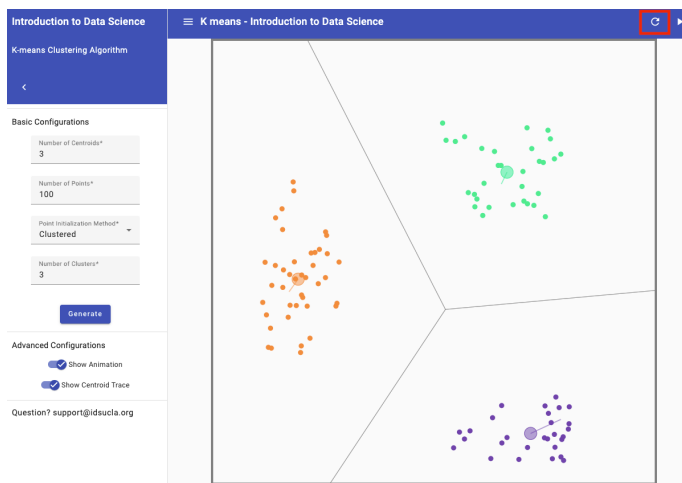 Introduction to Data Science
K means - Introduction to Data Science
K-means Clustering Algorithm
Basic Configurations
Number of Centroids*
3
Number of Points*
100
Point Initialization Method*
Clustered
Number of Clusters*
3
Generate
Advanced Configurations
Show Animation
Show Centroid Trace
Question? support@idsucla.org